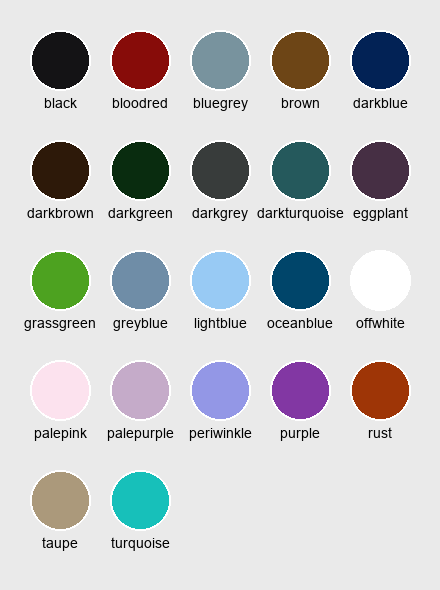 black bloodred bluegrey brown darkblue
darkbrown darkgreen darkgrey darkturquoise eggplant
grassgreen greyblue lightblue oceanblue offwhite
palepink palepurple periwinkle purple rust
taupe turquoise